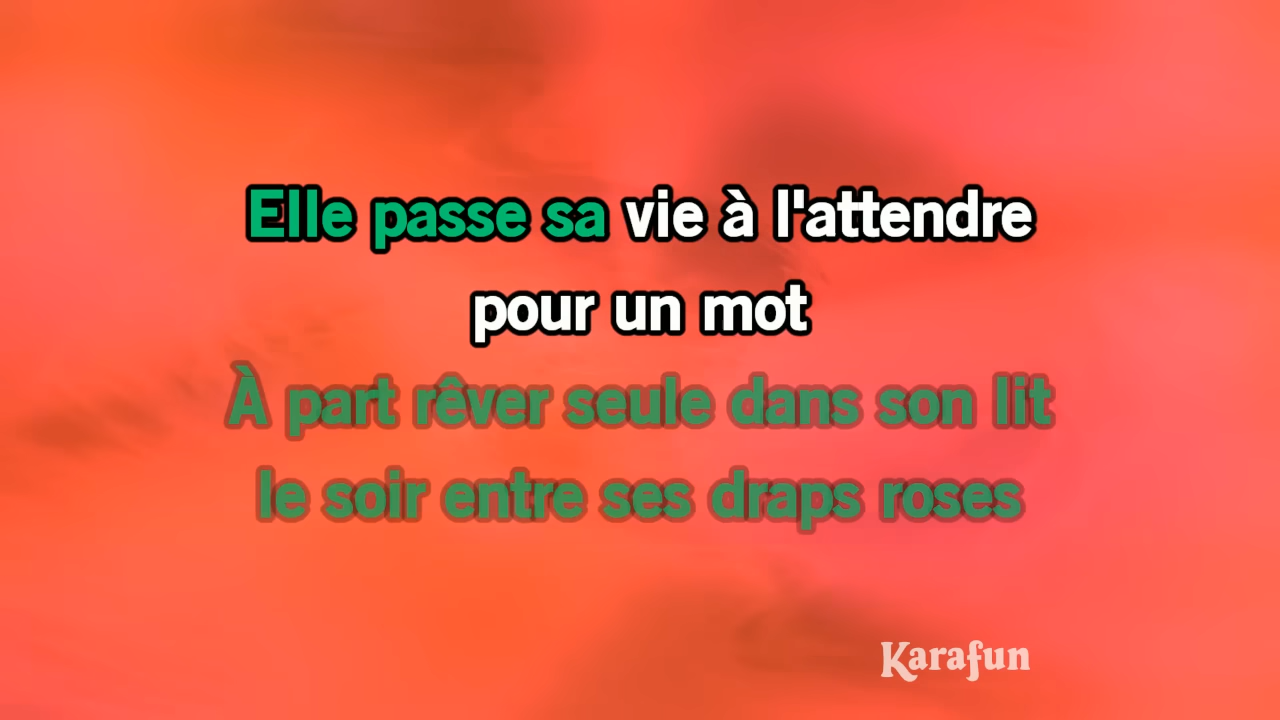 Elle passe sa vie à l'attendre
pour un mot
À part rêver seule dans son lit
le soir entre ses draps roses
Karafun